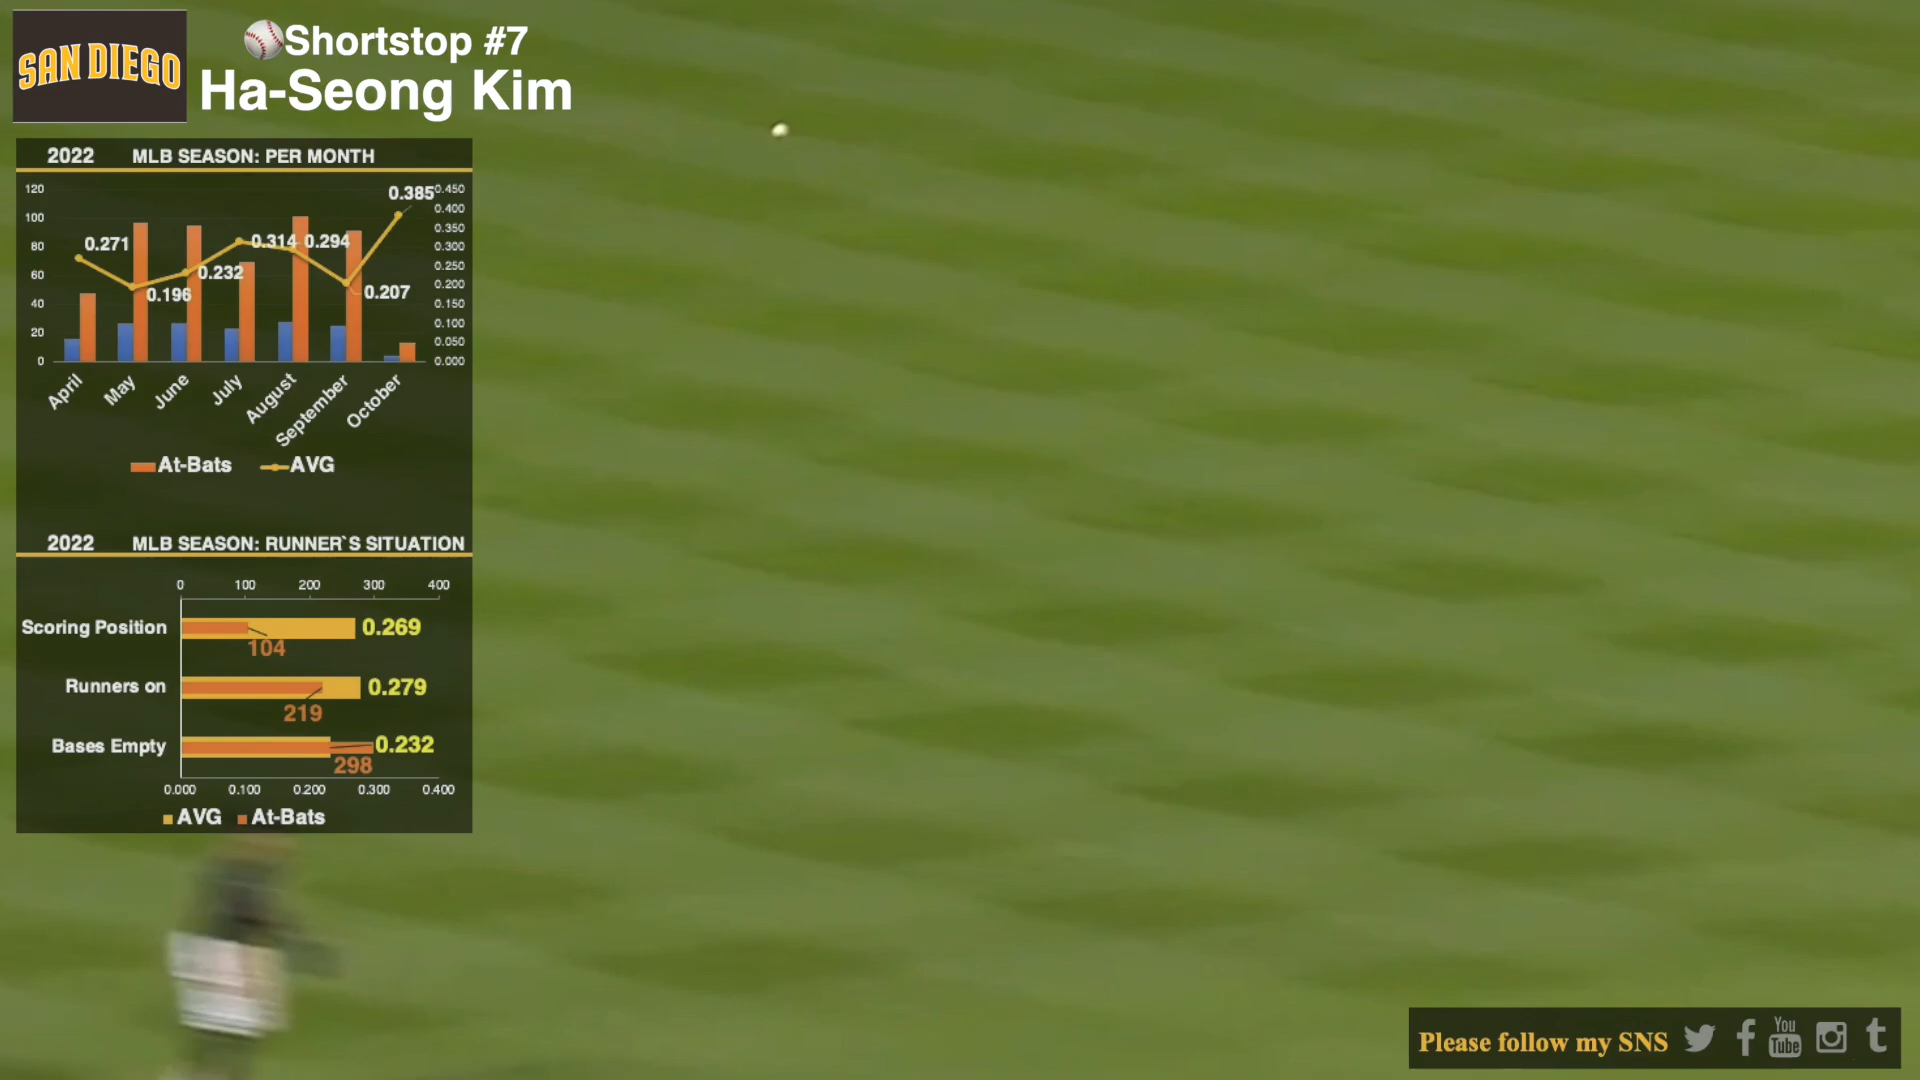 SAN DIEGO
Shortstop #7
Ha-Seong Kim
2022 MLB SEASON: PER MONTH
120
100
80
60
40
20
0
0.450
0.400
0.350
0.300
0.250
0.200
0.150
0.100
0.050
0.000
0.271
0.196
0.232
0.314
0.294
0.207
0.385
April
May
June
July
August
September
October
At-Bats AVG
2022 MLB SEASON: RUNNER`S SITUATION
0 100 200 300 400
Scoring Position 0.269
104
Runners on 0.279
219
Bases Empty 0.232
298
0.000 0.100 0.200 0.300 0.400
AVG At-Bats
Please follow my SNS
You
Tube